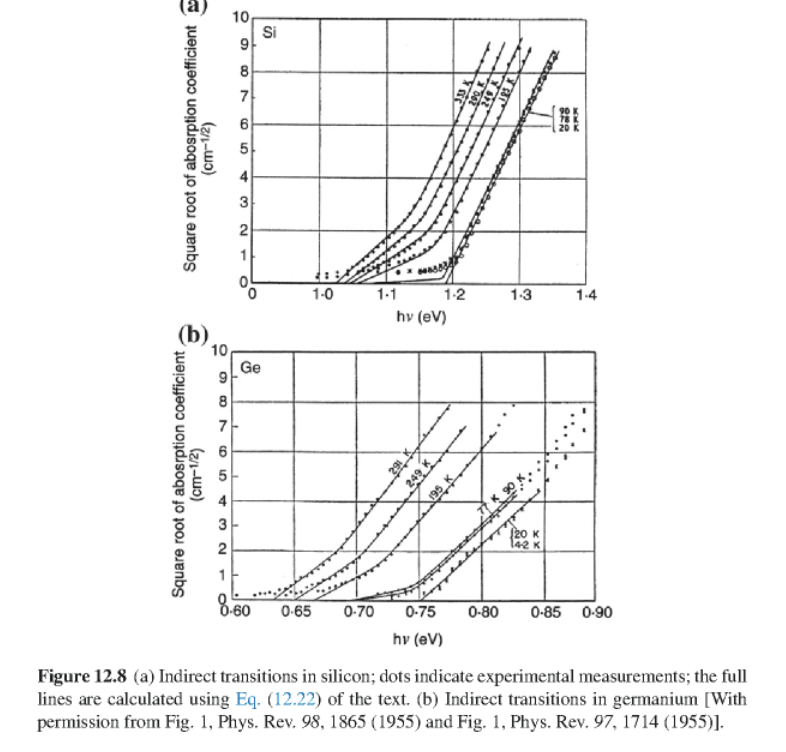 (a)
10
Si
9
8
7
6
5
4
3
2
1
0
Square root of abosrption coefficient
(cm–1/2)
333 K
290 K
249 K
195 K
90 K
78 K
20 K
0 1·0 1·1 1·2 1·3 1·4
hν (eV)
(b)
10
Ge
9
8
7
6
5
4
3
2
1
0
Square root of abosrption coefficient
(cm–1/2)
291 K
249 K
195 K
77 K
90 K
20 K
4·2 K
0·60 0·65 0·70 0·75 0·80 0·85 0·90
hν (eV)
Figure 12.8 (a) Indirect transitions in silicon; dots indicate experimental measurements; the full
lines are calculated using Eq. (12.22) of the text. (b) Indirect transitions in germanium [With
permission from Fig. 1, Phys. Rev. 98, 1865 (1955) and Fig. 1, Phys. Rev. 97, 1714 (1955)].